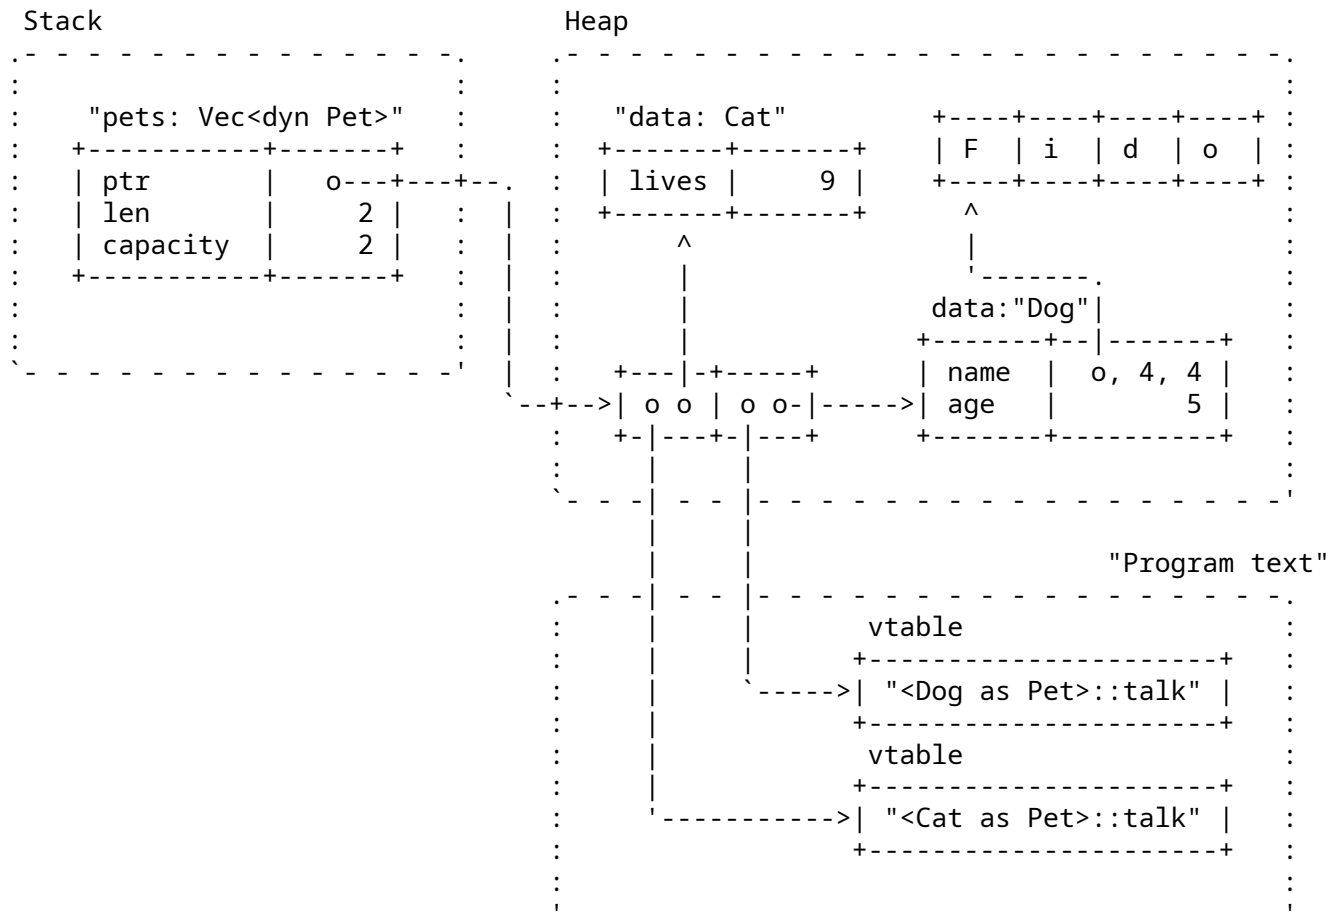 Stack Heap
"pets: Vec<dyn Pet>" "data: Cat"
F i d o
ptr o lives 9
len 2
capacity 2
data:"Dog"
name o, 4, 4
o o o o age 5
"Program text"
vtable
"<Dog as Pet>::talk"
vtable
"<Cat as Pet>::talk"